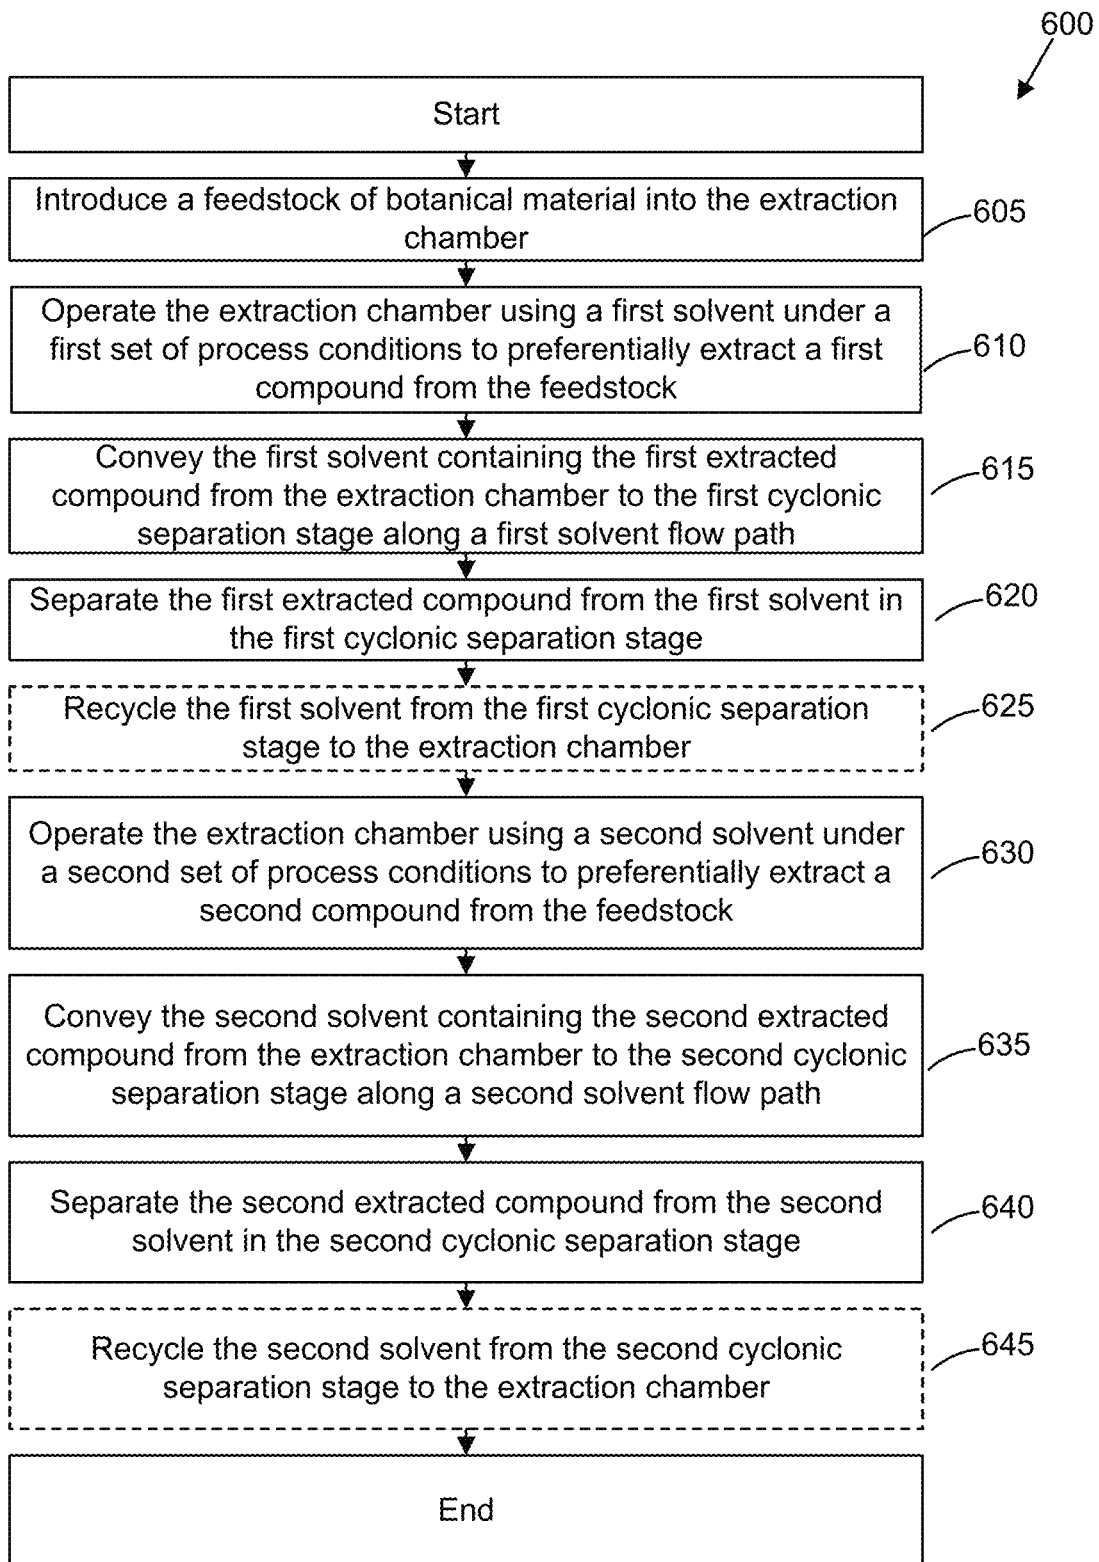 600
Start
Introduce a feedstock of botanical material into the extraction
chamber
605
Operate the extraction chamber using a first solvent under a
first set of process conditions to preferentially extract a first
compound from the feedstock
610
Convey the first solvent containing the first extracted
compound from the extraction chamber to the first cyclonic
separation stage along a first solvent flow path
615
Separate the first extracted compound from the first solvent in
the first cyclonic separation stage
620
Recycle the first solvent from the first cyclonic separation
stage to the extraction chamber
625
Operate the extraction chamber using a second solvent under
a second set of process conditions to preferentially extract a
second compound from the feedstock
630
Convey the second solvent containing the second extracted
compound from the extraction chamber to the second cyclonic
separation stage along a second solvent flow path
635
Separate the second extracted compound from the second
solvent in the second cyclonic separation stage
640
Recycle the second solvent from the second cyclonic
separation stage to the extraction chamber
645
End